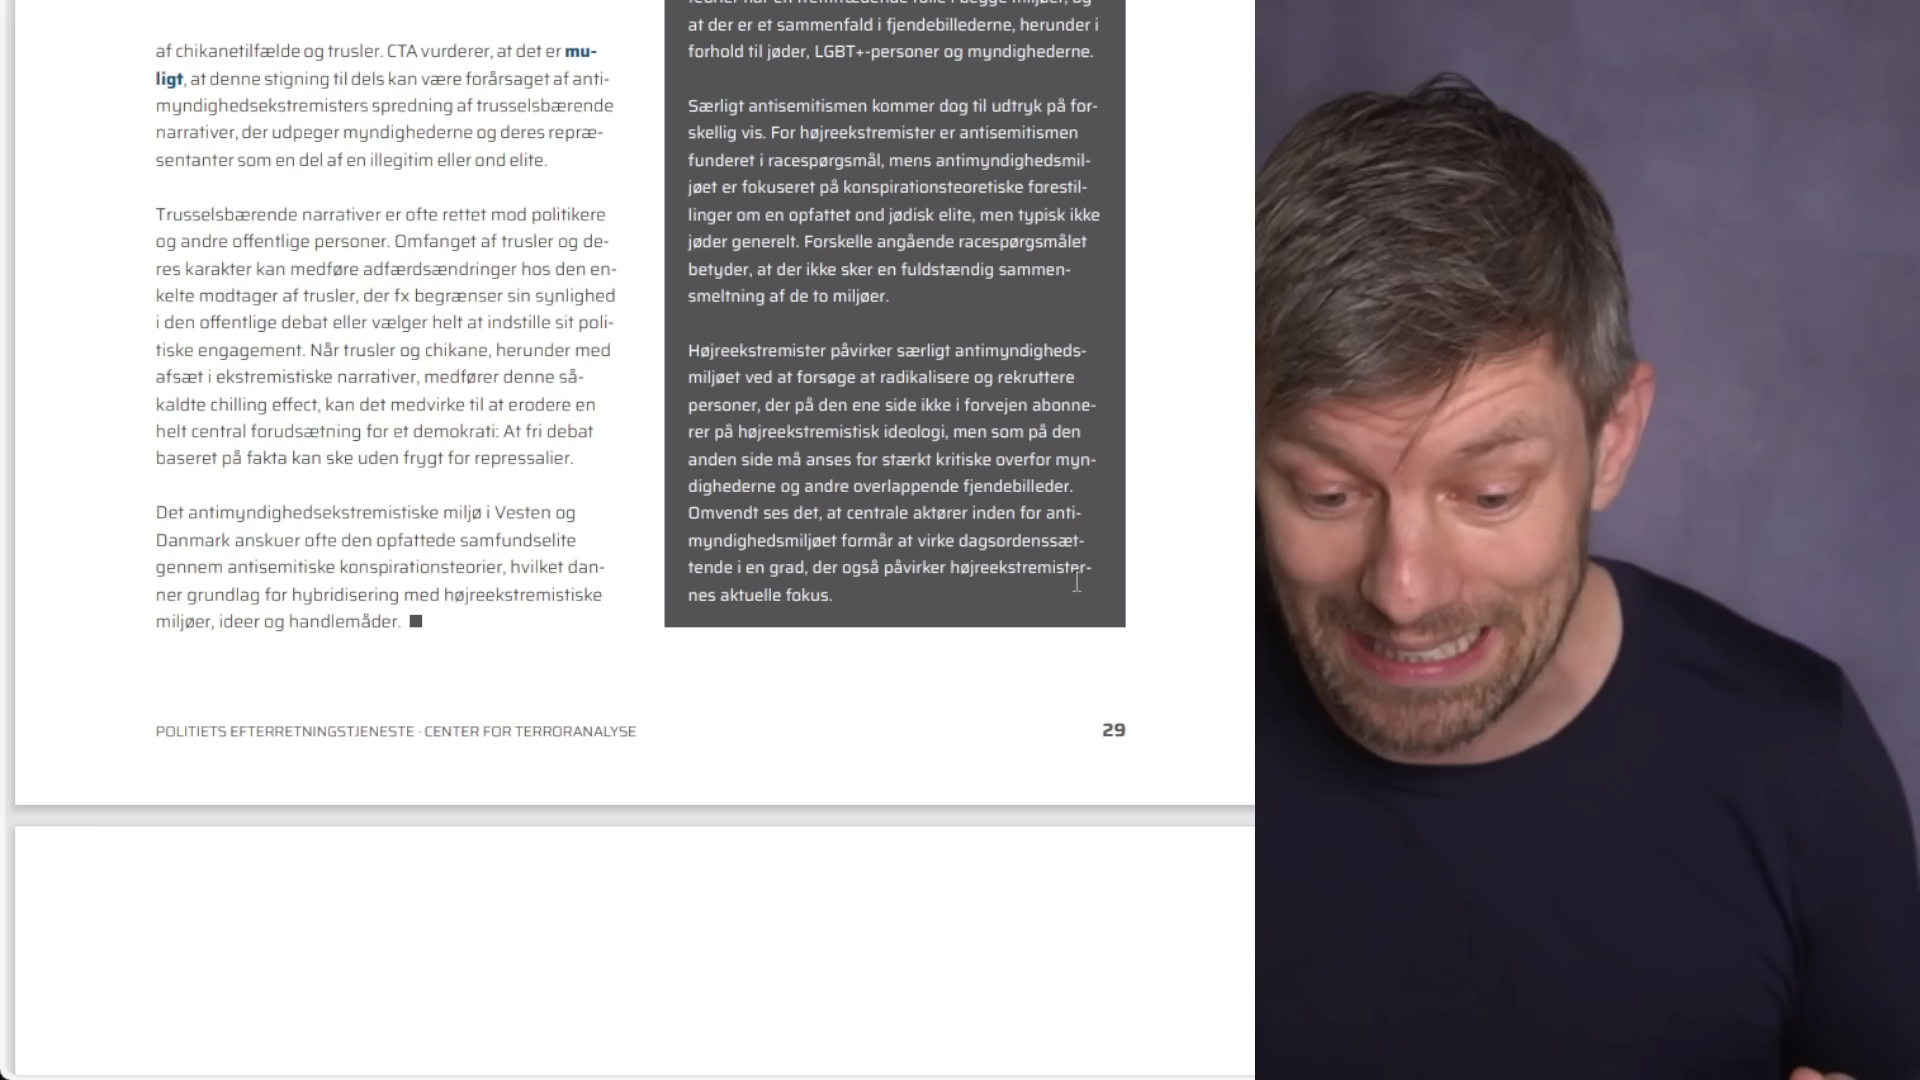 af chikanetilfælde og trusler. CTA vurderer, at det er mu-
ligt, at denne stigning til dels kan være forårsaget af anti-
myndighedsekstremisters spredning af trusselsbærende
narrativer, der udpeger myndighederne og deres repræ-
sentanter som en del af en illegitim eller ond elite.
Trusselsbærende narrativer er ofte rettet mod politikere
og andre offentlige personer. Omfanget af trusler og de-
res karakter kan medføre adfærdsændringer hos den en-
kelte modtager af trusler, der fx begrænser sin synlighed
i den offentlige debat eller vælger helt at indstille sit poli-
tiske engagement. Når trusler og chikane, herunder med
afsæt i ekstremistiske narrativer, medfører denne så-
kaldte chilling effect, kan det medvirke til at erodere en
helt central forudsætning for et demokrati: At fri debat
baseret på fakta kan ske uden frygt for repressalier.
Det antimyndighedsekstremistiske miljø i Vesten og
Danmark anskuer ofte den opfattede samfundselite
gennem antisemitiske konspirationsteorier, hvilket dan-
ner grundlag for hybridisering med højreekstremistiske
miljøer, ideer og handlemåder.
at der er et sammenfald i fjendebillederne, herunder i
forhold til jøder, LGBT+-personer og myndighederne.
Særligt antisemitismen kommer dog til udtryk på for-
skellig vis. For højreekstremister er antisemitismen
funderet i racespørgsmål, mens antimyndighedsmil-
jøet er fokuseret på konspirationsteoretiske forestil-
linger om en opfattet ond jødisk elite, men typisk ikke
jøder generelt. Forskelle angående racespørgsmålet
betyder, at der ikke sker en fuldstændig sammen-
smeltning af de to miljøer.
Højreekstremister påvirker særligt antimyndigheds-
miljøet ved at forsøge at radikalisere og rekruttere
personer, der på den ene side ikke i forvejen abonne-
rer på højreekstremistisk ideologi, men som på den
anden side må anses for stærkt kritiske overfor myn-
dighederne og andre overlappende fjendebilleder.
Omvendt ses det, at centrale aktører inden for anti-
myndighedsmiljøet formår at virke dagsordenssæt-
tende i en grad, der også påvirker højreekstremister-
nes aktuelle fokus.
POLITIETS EFTERRETNINGSTJENESTE · CENTER FOR TERRORANALYSE
29